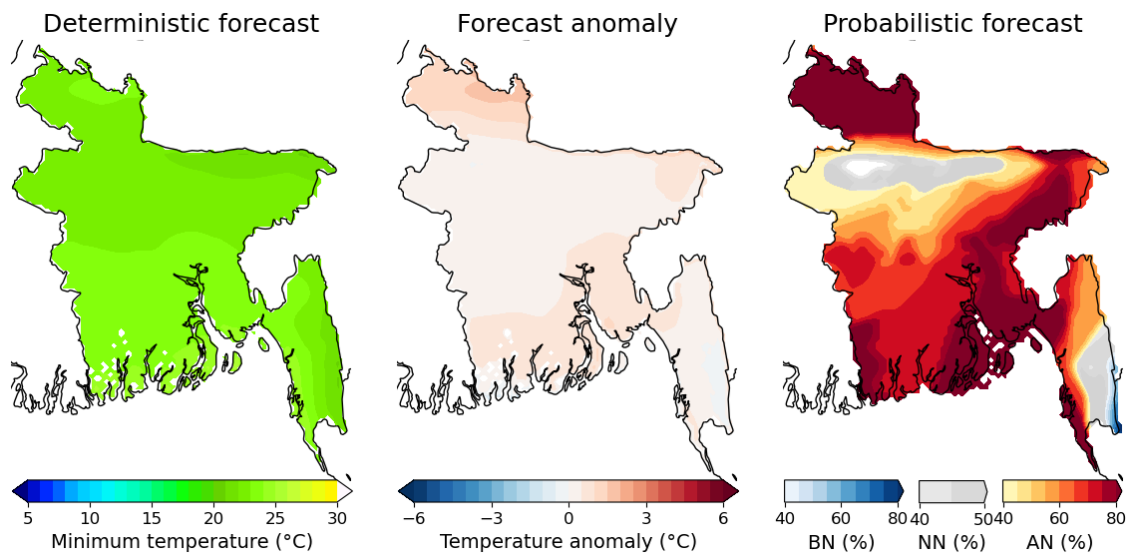 Deterministic forecast
Forecast anomaly
Probabilistic forecast
5 10 15 20 25 30
Minimum temperature (°C)
−6 −3 0 3 6
Temperature anomaly (°C)
40 60 80
BN (%)
40 50
NN (%)
40 60 80
AN (%)